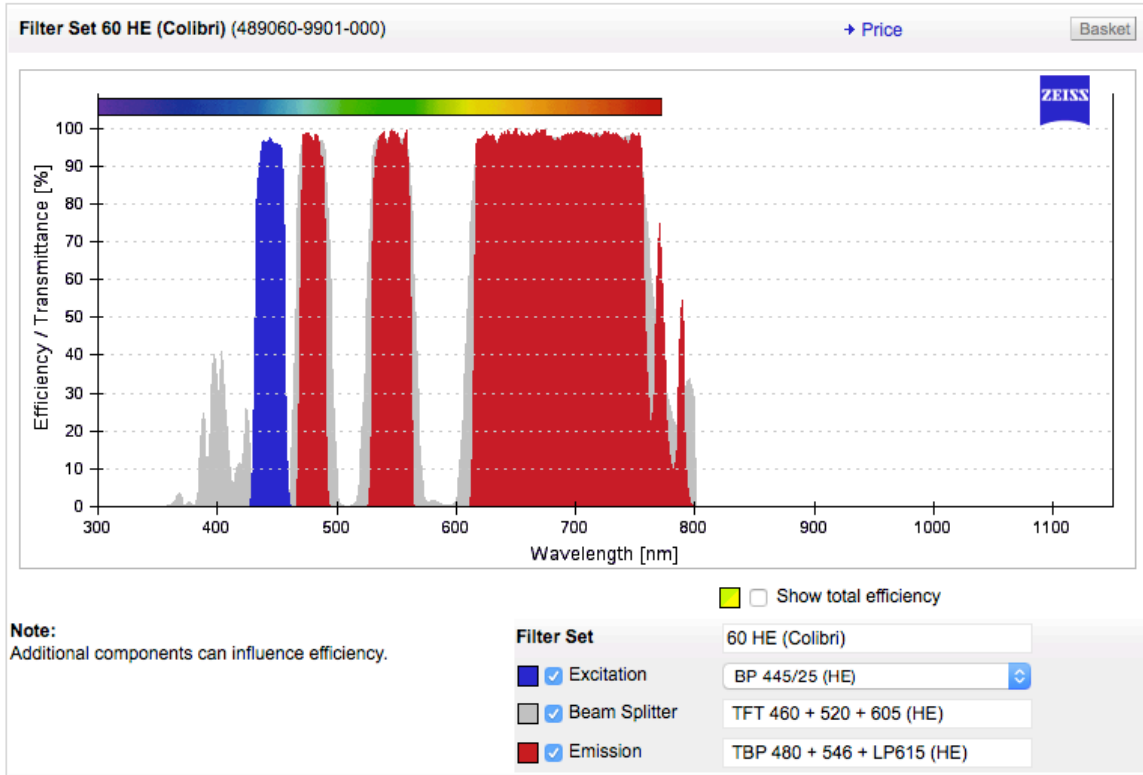 Filter Set 60 HE (Colibri) (489060-9901-000)
Price
Basket
ZEISS
Efficiency / Transmittance [%]
100
90
80
70
60
50
40
30
20
10
0
300 400 500 600 700 800 900 1000 1100
Wavelength [nm]
Show total efficiency
Note:
Additional components can influence efficiency.
Filter Set 60 HE (Colibri)
Excitation BP 445/25 (HE)
Beam Splitter TFT 460 + 520 + 605 (HE)
Emission TBP 480 + 546 + LP615 (HE)